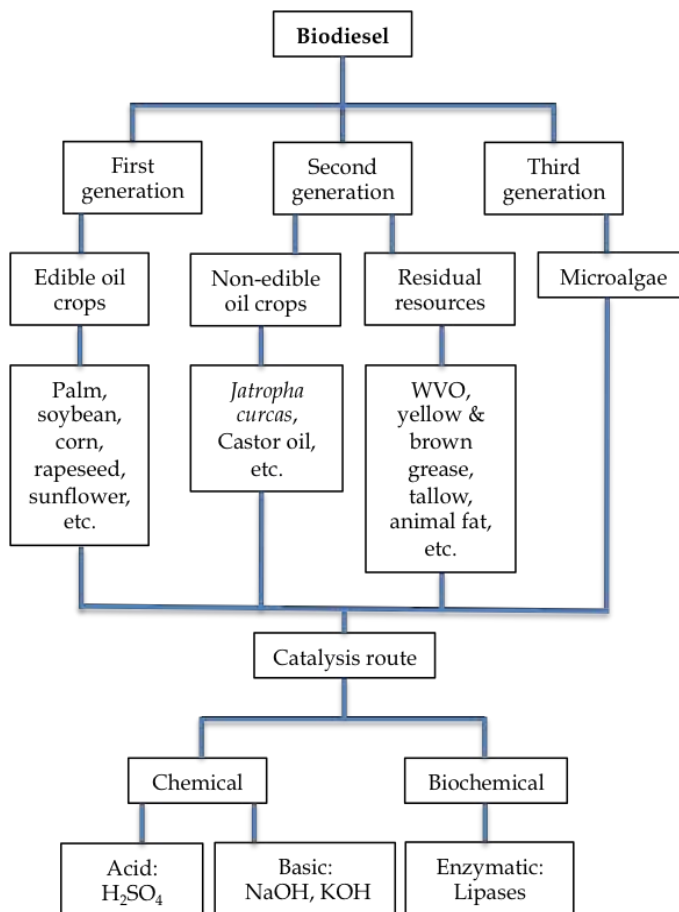 Biodiesel
First
generation
Second
generation
Third
generation
Edible oil
crops
Non-edible
oil crops
Residual
resources
Microalgae
Palm,
soybean,
corn,
rapeseed,
sunflower,
etc.
Jatropha
curcas,
Castor oil,
etc.
WVO,
yellow &
brown
grease,
tallow,
animal fat,
etc.
Catalysis route
Chemical
Biochemical
Acid:
H₂SO₄
Basic:
NaOH, KOH
Enzymatic:
Lipases